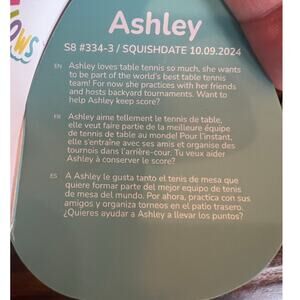 ows
Ashley
S8 #334-3 / SQUISHDATE 10.09.2024
EN Ashley loves table tennis so much, she wants
to be part of the world's best table tennis
team! For now she practices with her friends
and hosts backyard tournaments. Want to
help Ashley keep score?
FR Ashley aime tellement le tennis de table,
elle veut faire partie de la meilleure équipe
de tennis de table au monde! Pour l'instant,
elle s'entraîne avec ses amis et organise des
tournois dans l'arrière-cour. Tu veux aider
Ashley à conserver le score?
ES A Ashley le gusta tanto el tenis de mesa que
quiere formar parte del mejor equipo de tenis
de mesa del mundo. Por ahora, practica con sus
amigos y organiza torneos en el patio trasero.
¿Quieres ayudar a Ashley a llevar los puntos?